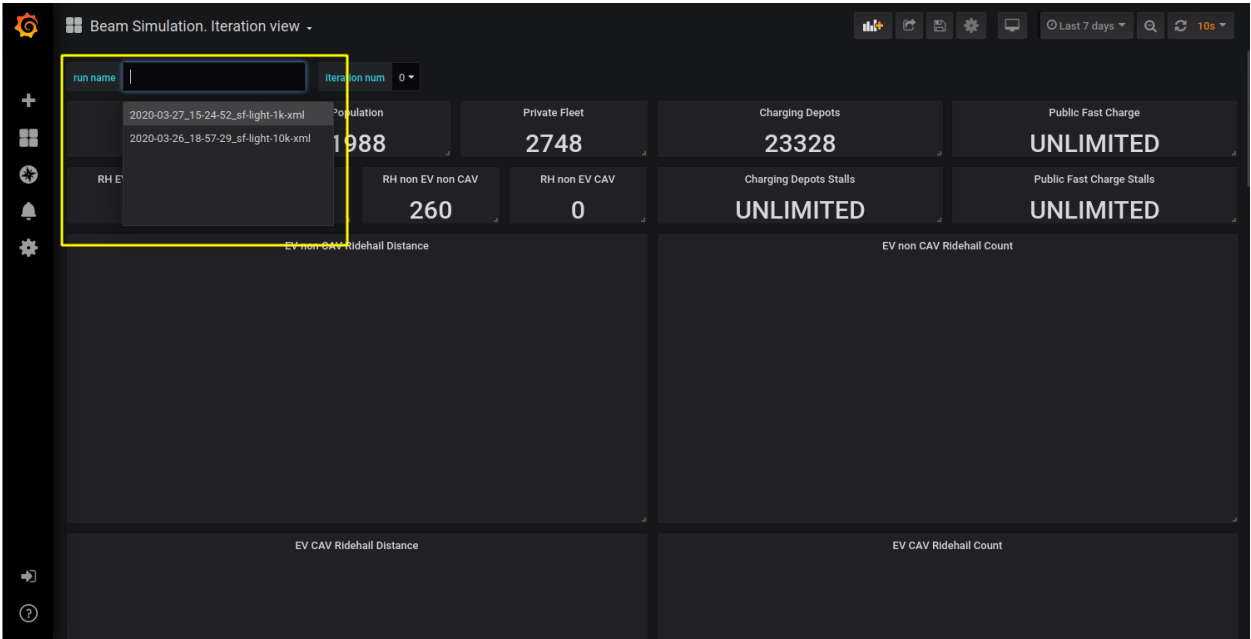 Beam Simulation. Iteration view
Last 7 days
10s
run name
iteration num 0
2020-03-27_15-24-52_sf-light-1k-xml
2020-03-26_18-57-29_sf-light-10k-xml
Population
1988
Private Fleet
2748
Charging Depots
23328
Public Fast Charge
UNLIMITED
RH EV
RH non EV non CAV
260
RH non EV CAV
0
Charging Depots Stalls
UNLIMITED
Public Fast Charge Stalls
UNLIMITED
EV non CAV Ridehail Distance
EV non CAV Ridehail Count
EV CAV Ridehail Distance
EV CAV Ridehail Count